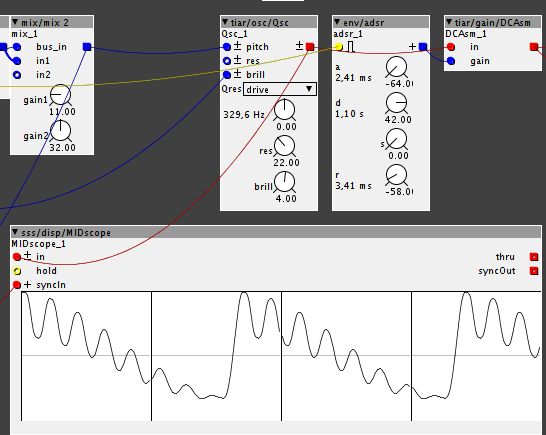 mix/mix 2
mix_1
bus_in
in1
in2
gain1
11.00
gain2
32.00
tiar/osc/Qsc
Qsc_1
± pitch ±
± res
± brill
Qres drive
329,6 Hz
0.00
res
22.00
brill
4.00
env/adsr
adsr_1
+
a
2,41 ms
-64.0
d
1,10 s
42.00
s
0.00
r
3,41 ms
-58.0
tiar/gain/DCAsm
DCAsm_1
in
gain
sss/disp/MIDscope
MIDscope_1
± in thru
hold syncOut
± syncIn